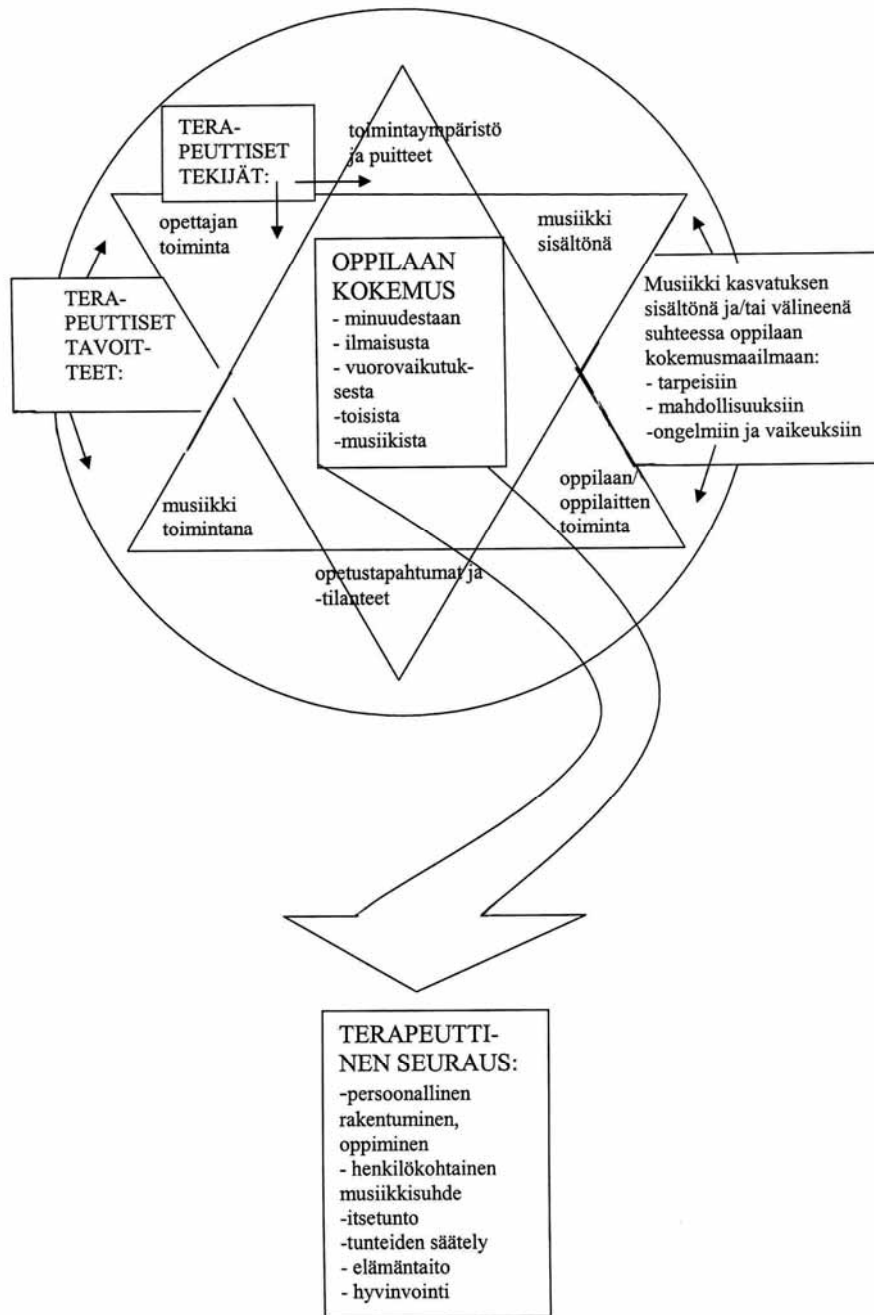 TERA-
PEUTTISET
TEKIJÄT:
toimintaympäristö
ja puitteet
opettajan
toiminta
musiikki
sisältönä
OPPILAAN
KOKEMUS
- minuudestaan
- ilmaisusta
- vuorovaikutuk-
sesta
-toisista
-musiikista
TERA-
PEUTTISET
TAVOIT-
TEET:
Musiikki kasvatuksen
sisältönä ja/tai välineenä
suhteessa oppilaan
kokemusmaailmaan:
- tarpeisiin
- mahdollisuuksiin
-ongelmiin ja vaikeuksiin
musiikki
toimintana
oppilaan/
oppilaitten
toiminta
opetustapahtumat ja
-tilanteet
TERAPEUTTI-
NEN SEURAUS:
-persoonallinen
rakentuminen,
oppiminen
- henkilökohtainen
musiikkisuhde
-itsetunto
-tunteiden säätely
- elämäntaito
- hyvinvointi